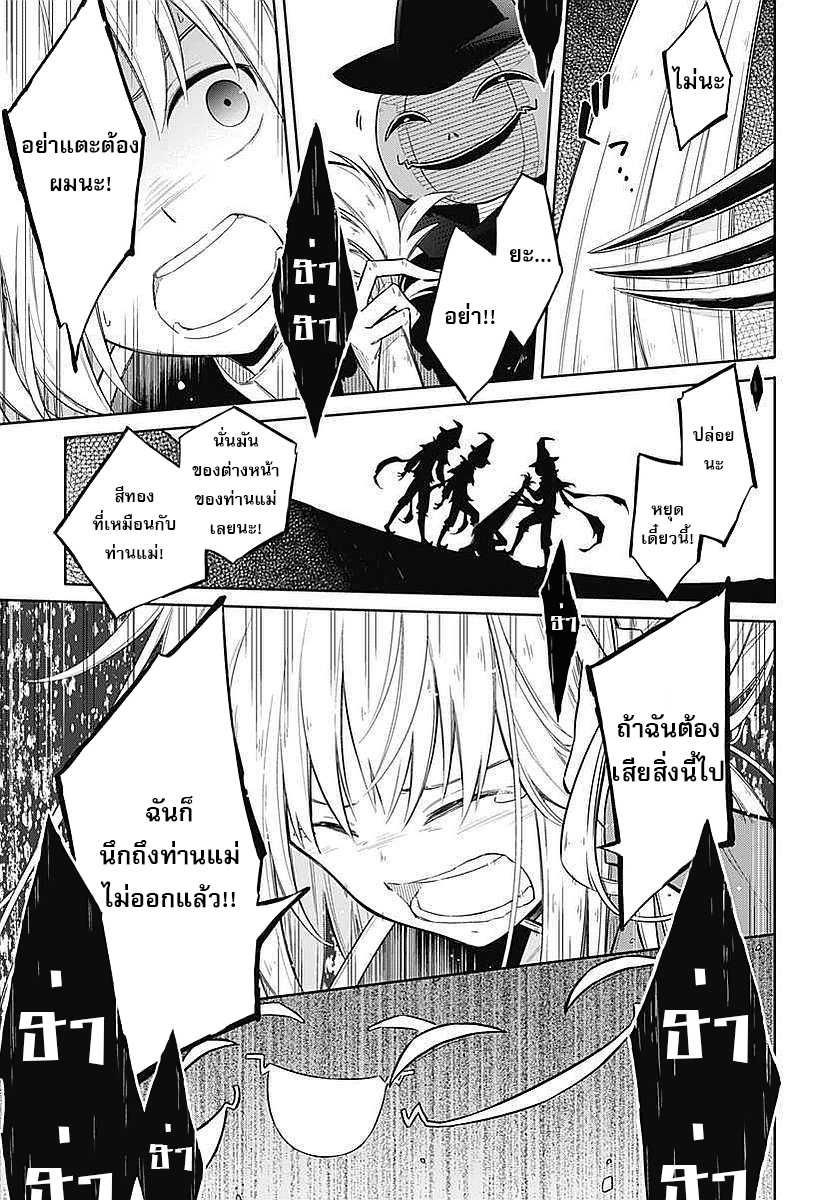 ไม่นะ
ยะ...
อย่า!!
ฮ่า
ฮ่า
อย่าแตะต้อง
ผมนะ!
ปล่อย
นะ
หยุด
เดี๋ยวนี้!
นั่นมัน
ของต่างหน้า
ของท่านแม่
เลยนะ!
สีทอง
ที่เหมือนกับ
ท่านแม่!
ฮ่า
ถ้าฉันต้อง
เสียสิ่งนี้ไป
ฉันก็
นึกถึงท่านแม่
ไม่ออกแล้ว!!
ฮ่า
ฮ่า
ฮ่า
ฮ่า
ฮ่า